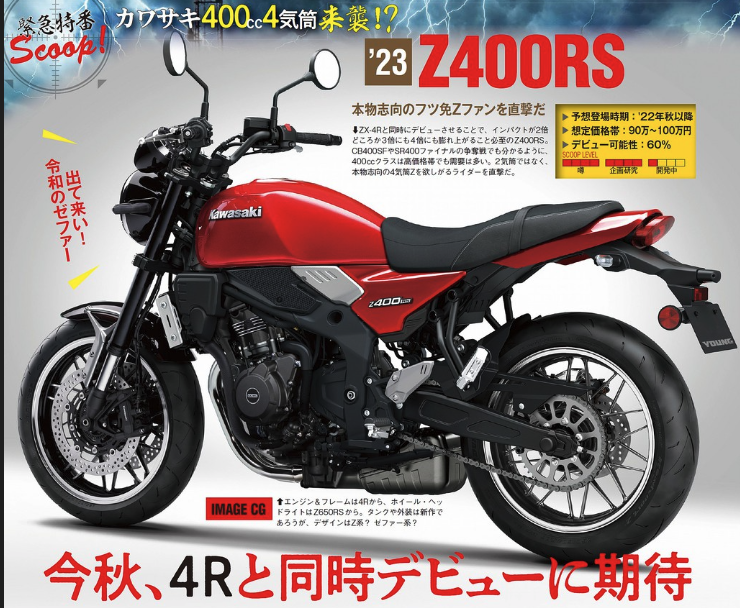 緊急特番
Scoop!
カワサキ400cc4気筒来襲!?
'23 Z400RS
本物志向のフツ免Zファンを直撃だ
⬇ZX-4Rと同時にデビューさせることで、インパクトが2倍
どころか3倍にも4倍にも膨れ上がること必至のZ400RS。
CB400SFやSR400ファイナルの争奪戦でも分かるように、
400ccクラスは高価格帯でも需要は多い。2気筒ではなく、
本物志向の4気筒Zを欲しがるライダーを直撃だ。
▶予想登場時期：'22年秋以降
▶想定価格帯：90万~100万円
▶デビュー可能性：60%
SCOOP LEVEL
噂 企画研究 開発中
出て来い!
令和のゼファー
Kawasaki
Z400RS
YOUNG
IMAGE CG
⬆エンジン&フレームは4Rから、ホイール・ヘッ
ドライトはZ650RSから。タンクや外装は新作で
あろうが、デザインはZ系? ゼファー系?
今秋、4Rと同時デビューに期待